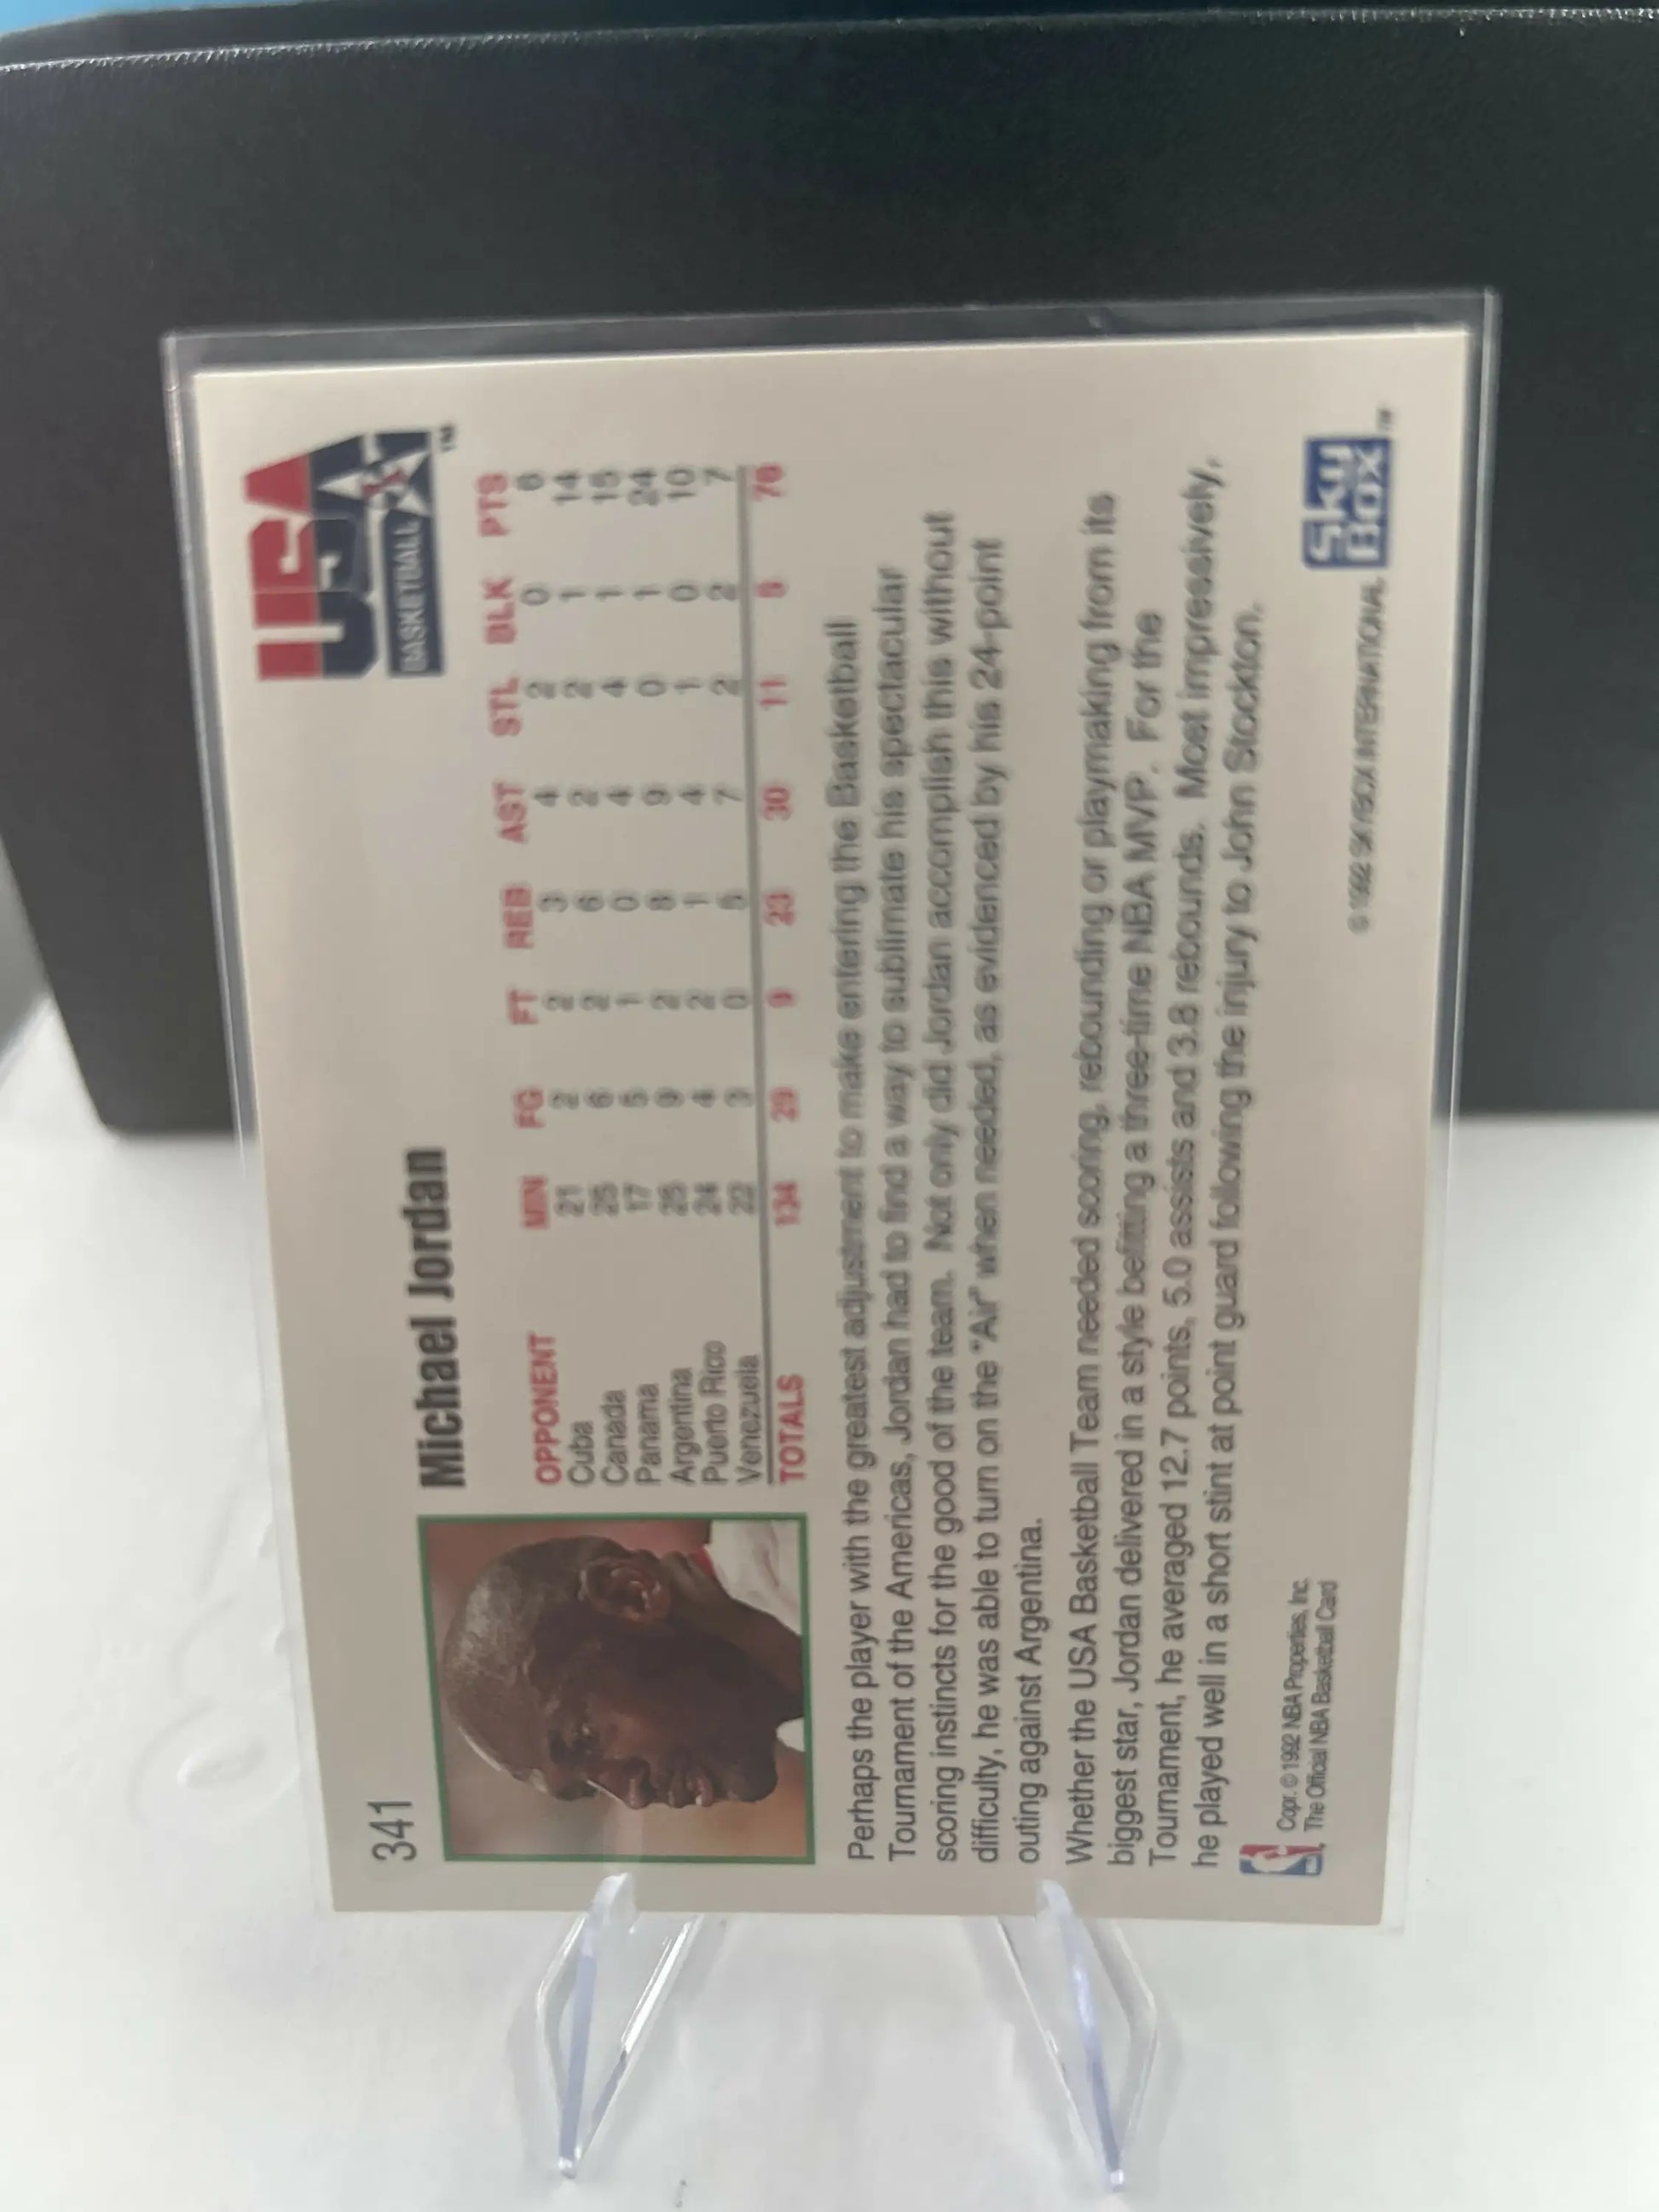 341
Michael Jordan
USA
BASKETBALL™
OPPONENT MIN FG FT REB AST STL BLK PTS
Cuba 21 2 2 3 4 2 0 6
Canada 25 6 2 6 2 2 1 14
Panama 17 5 1 0 4 4 1 15
Argentina 25 9 2 8 9 0 1 24
Puerto Rico 24 4 2 1 4 1 0 10
Venezuela 22 3 0 5 7 2 2 7
TOTALS 134 29 9 23 30 11 5 76
Perhaps the player with the greatest adjustment to make entering the Basketball
Tournament of the Americas, Jordan had to find a way to sublimate his spectacular
scoring instincts for the good of the team. Not only did Jordan accomplish this without
difficulty, he was able to turn on the "Air" when needed, as evidenced by his 24-point
outing against Argentina.
Whether the USA Basketball Team needed scoring, rebounding or playmaking from its
biggest star, Jordan delivered in a style befitting a three-time NBA MVP. For the
Tournament, he averaged 12.7 points, 5.0 assists and 3.8 rebounds. Most impressively,
he played well in a short stint at point guard following the injury to John Stockton.
Copr. © 1992 NBA Properties, Inc.
The Official NBA Basketball Card
© 1992 SKYBOX INTERNATIONAL
SkyBox™